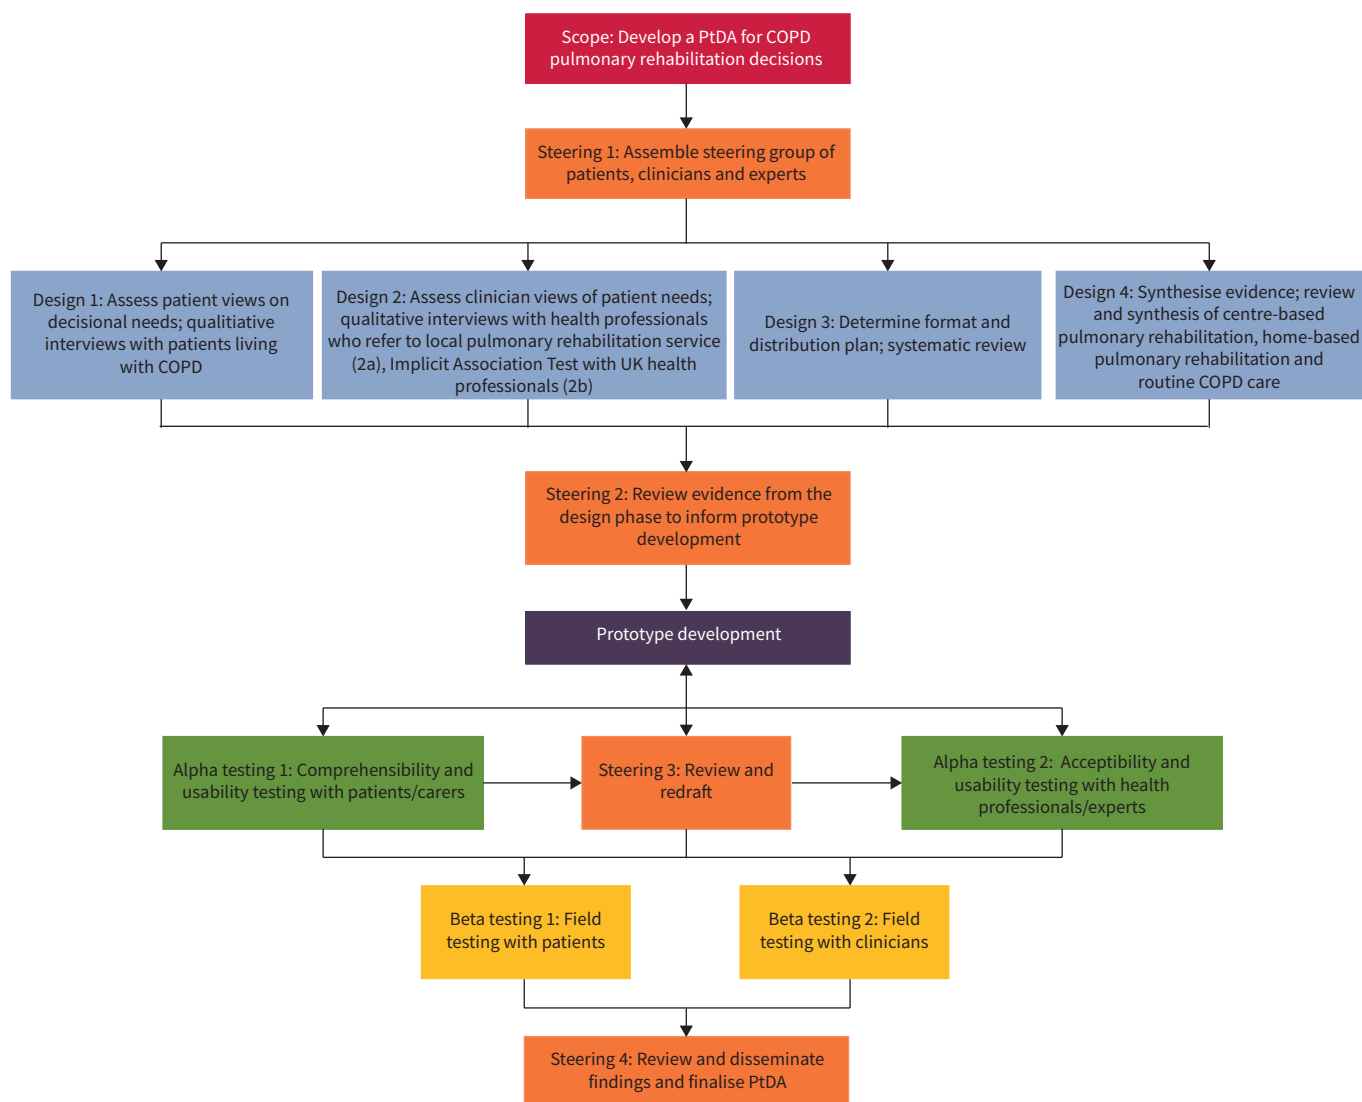 Scope: Develop a PtDA for COPD
pulmonary rehabilitation decisions
Steering 1: Assemble steering group of
patients, clinicians and experts
Design 1: Assess patient views on
decisional needs; qualitiative
interviews with patients living
with COPD
Design 2: Assess clinician views of patient needs;
qualitative interviews with health professionals
who refer to local pulmonary rehabilitation service
(2a), Implicit Association Test with UK health
professionals (2b)
Design 3: Determine format and
distribution plan; systematic review
Design 4: Synthesise evidence; review
and synthesis of centre-based
pulmonary rehabilitation, home-based
pulmonary rehabilitation and
routine COPD care
Steering 2: Review evidence from the
design phase to inform prototype
development
Prototype development
Alpha testing 1: Comprehensibility and
usability testing with patients/carers
Steering 3: Review and
redraft
Alpha testing 2: Acceptibility and
usability testing with health
professionals/experts
Beta testing 1: Field
testing with patients
Beta testing 2: Field
testing with clinicians
Steering 4: Review and disseminate
findings and finalise PtDA